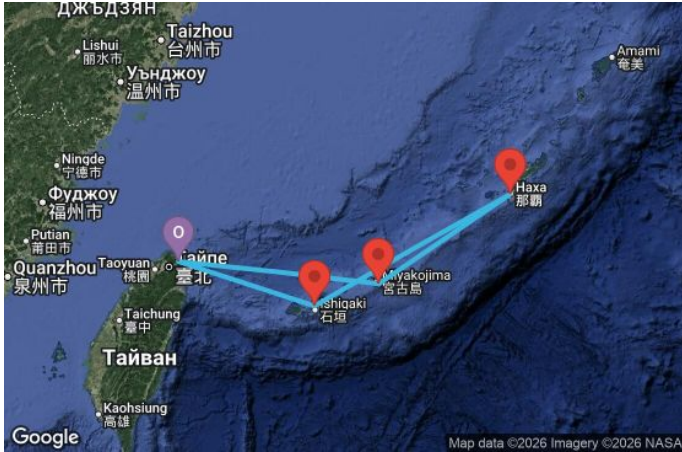 ДЖЪДЗЯН
Taizhou
台州市
Lishui
丽水市
Уънджоу
温州市
Amami
奄美
Ningde
宁德市
Фуджоу
福州市
Haxa
那覇
Putian
莆田市
O
Тайпе
臺北
Taoyuan
桃園
Quanzhou
泉州市
Miyakojima
宮古島
Ishigaki
石垣
Taichung
臺中
Тайван
Kaohsiung
高雄
Google
Map data ©2026 Imagery ©2026 NASA